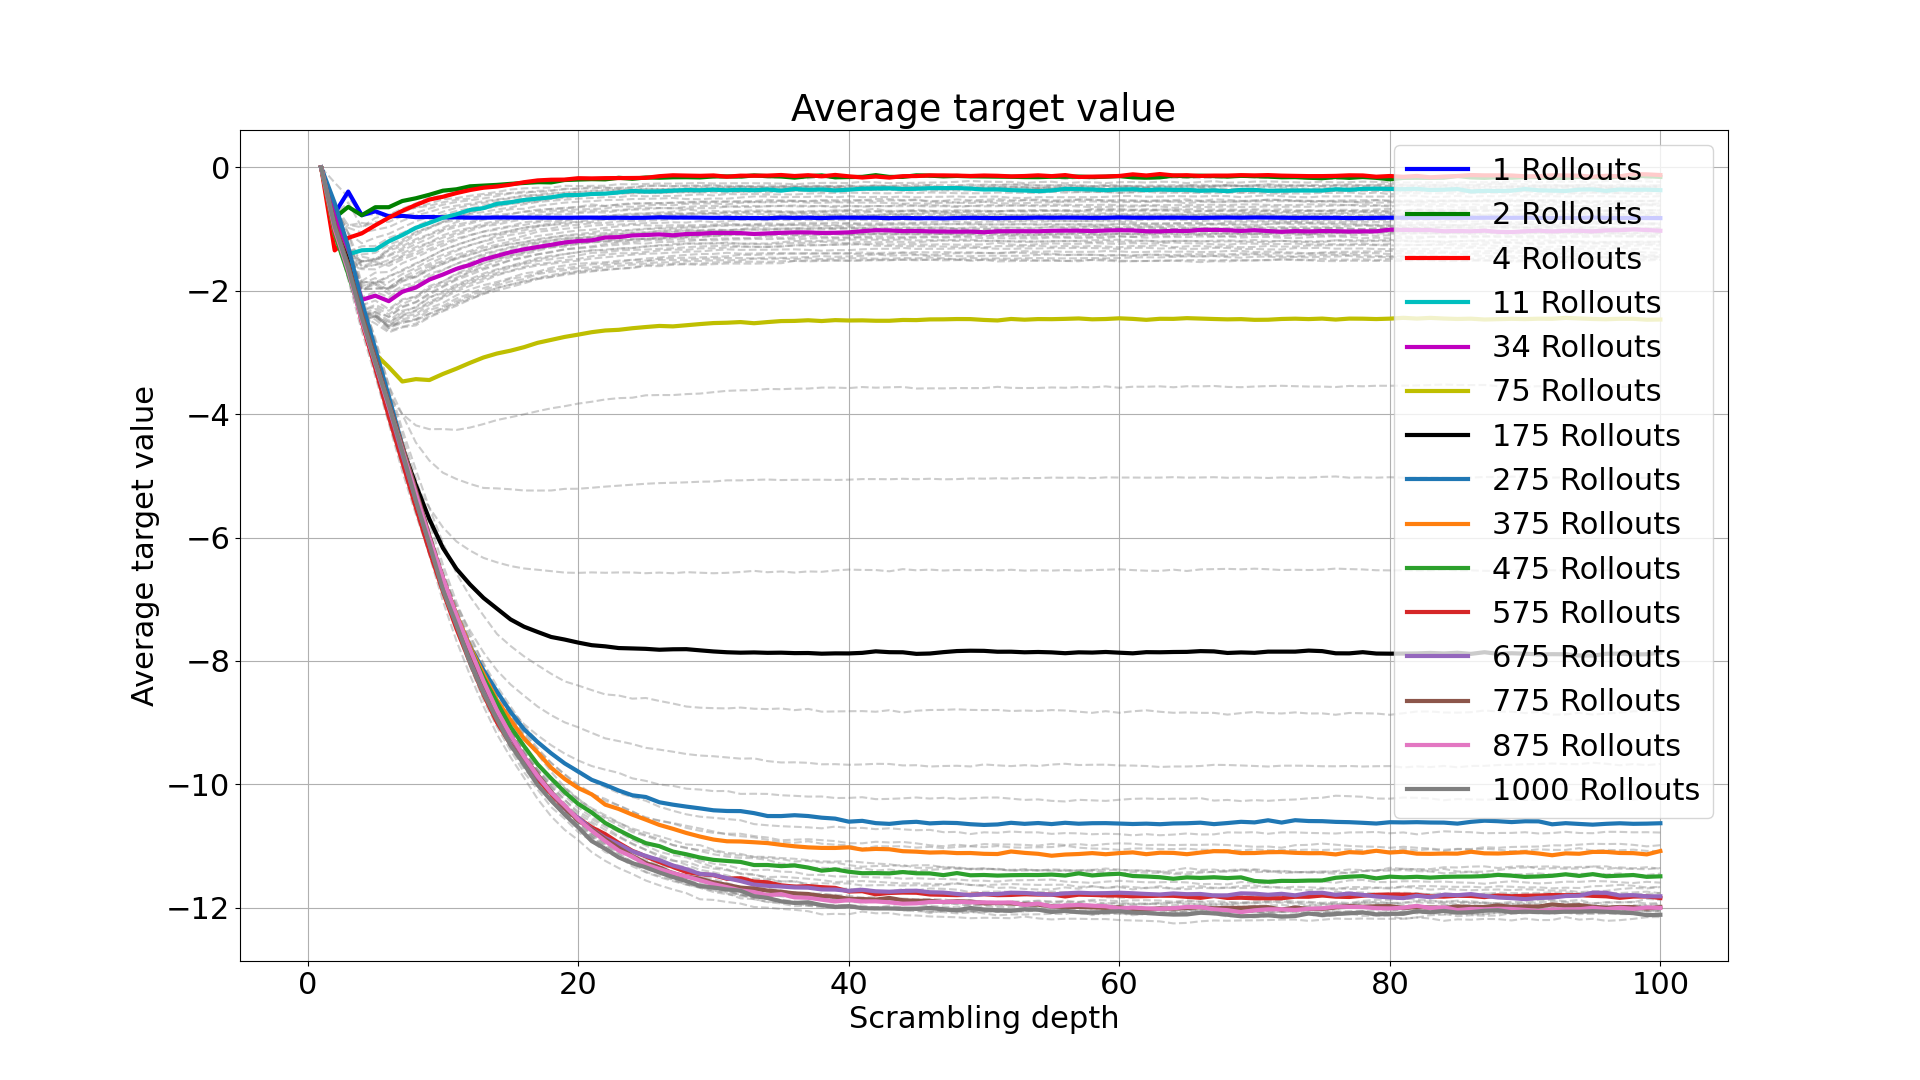 Average target value
Average target value
0
−2
−4
−6
−8
−10
−12
1 Rollouts
2 Rollouts
4 Rollouts
11 Rollouts
34 Rollouts
75 Rollouts
175 Rollouts
275 Rollouts
375 Rollouts
475 Rollouts
575 Rollouts
675 Rollouts
775 Rollouts
875 Rollouts
1000 Rollouts
0
20
40
60
80
100
Scrambling depth